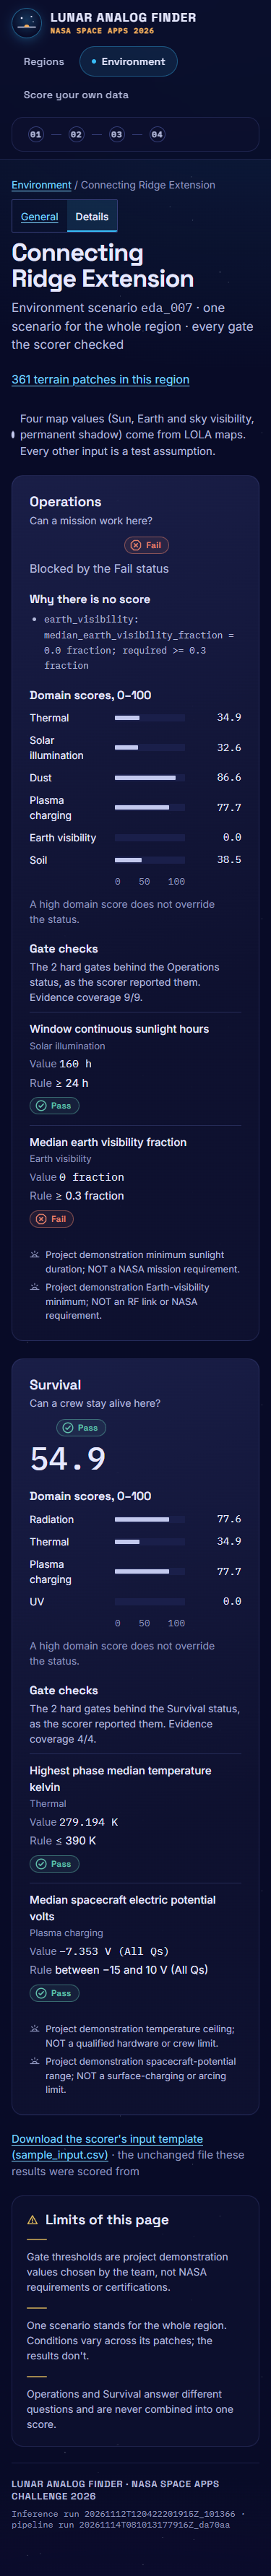 LUNAR ANALOG FINDER
NASA SPACE APPS 2026
Regions
Environment
Score your own data
01
02
03
04
Environment / Connecting Ridge Extension
General
Details
Connecting
Ridge Extension
Environment scenario eda_007 · one
scenario for the whole region · every gate
the scorer checked
361 terrain patches in this region
Four map values (Sun, Earth and sky visibility,
permanent shadow) come from LOLA maps.
Every other input is a test assumption.
Operations
Can a mission work here?
Fail
Blocked by the Fail status
Why there is no score
• earth_visibility:
median_earth_visibility_fraction =
0.0 fraction; required >= 0.3
fraction
Domain scores, 0–100
Thermal 34.9
Solar
illumination 32.6
Dust 86.6
Plasma
charging 77.7
Earth visibility 0.0
Soil 38.5
0 50 100
A high domain score does not override
the status.
Gate checks
The 2 hard gates behind the Operations
status, as the scorer reported them.
Evidence coverage 9/9.
Window continuous sunlight hours
Solar illumination
Value 160 h
Rule ≥ 24 h
Pass
Median earth visibility fraction
Earth visibility
Value 0 fraction
Rule ≥ 0.3 fraction
Fail
Project demonstration minimum sunlight
duration; NOT a NASA mission requirement.
Project demonstration Earth-visibility
minimum; NOT an RF link or NASA
requirement.
Survival
Can a crew stay alive here?
Pass
54.9
Domain scores, 0–100
Radiation 77.6
Thermal 34.9
Plasma
charging 77.7
UV 0.0
0 50 100
A high domain score does not override
the status.
Gate checks
The 2 hard gates behind the Survival status,
as the scorer reported them. Evidence
coverage 4/4.
Highest phase median temperature
kelvin
Thermal
Value 279.194 K
Rule ≤ 390 K
Pass
Median spacecraft electric potential
volts
Plasma charging
Value −7.353 V (All Qs)
Rule between −15 and 10 V (All Qs)
Pass
Project demonstration temperature ceiling;
NOT a qualified hardware or crew limit.
Project demonstration spacecraft-potential
range; NOT a surface-charging or arcing
limit.
Download the scorer's input template
(sample_input.csv) · the unchanged file these
results were scored from
Limits of this page
Gate thresholds are project demonstration
values chosen by the team, not NASA
requirements or certifications.
One scenario stands for the whole region.
Conditions vary across its patches; the
results don't.
Operations and Survival answer different
questions and are never combined into one
score.
LUNAR ANALOG FINDER · NASA SPACE APPS
CHALLENGE 2026
Inference run 20261112T120422201915Z_101366 ·
pipeline run 20261114T081013177916Z_da70aa